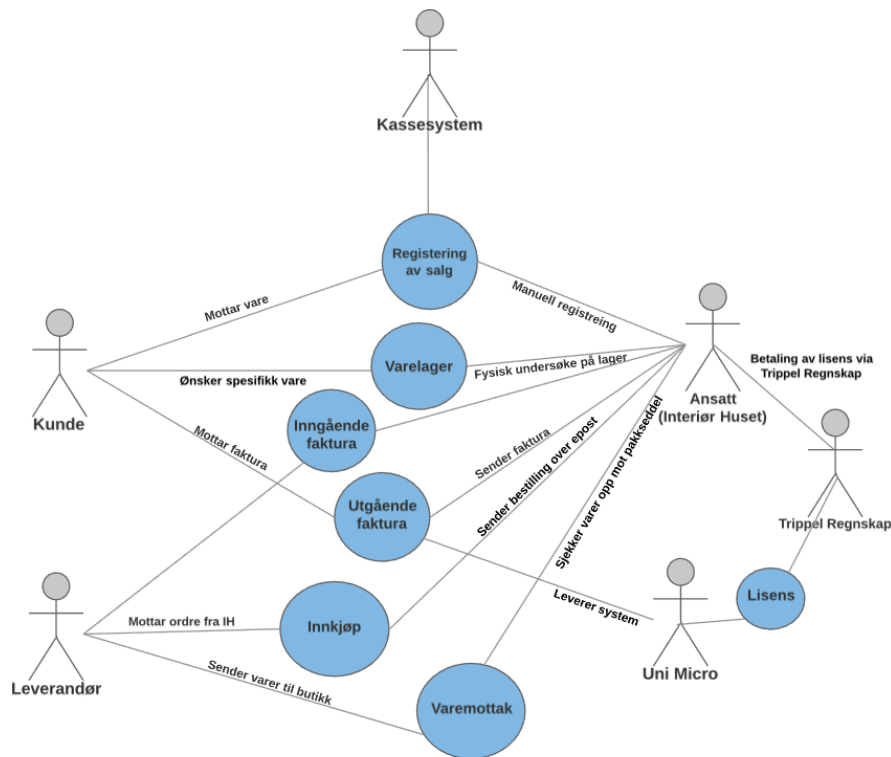 Kassesystem
Registering
av salg
Mottar vare
Manuell registreing
Kunde
Ønsker spesifikk vare
Varelager
Fysisk undersøke på lager
Ansatt
(Interiør Huset)
Betaling av lisens via
Trippel Regnskap
Inngående
faktura
Mottar faktura
Sender faktura
Sender bestilling over epost
Sjekker varer opp mot pakkseddel
Utgående
faktura
Trippel Regnskap
Leverer system
Lisens
Uni Micro
Leverandør
Mottar ordre fra IH
Innkjøp
Sender varer til butikk
Varemottak